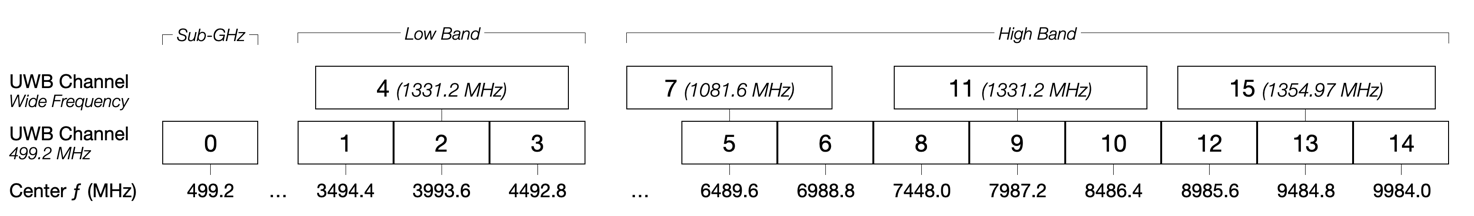 Sub-GHz Low Band High Band
UWB Channel
Wide Frequency
4 (1331.2 MHz) 7 (1081.6 MHz) 11 (1331.2 MHz) 15 (1354.97 MHz)
UWB Channel
499.2 MHz
0 1 2 3 5 6 8 9 10 12 13 14
Center ƒ (MHz) 499.2 ... 3494.4 3993.6 4492.8 ... 6489.6 6988.8 7448.0 7987.2 8486.4 8985.6 9484.8 9984.0